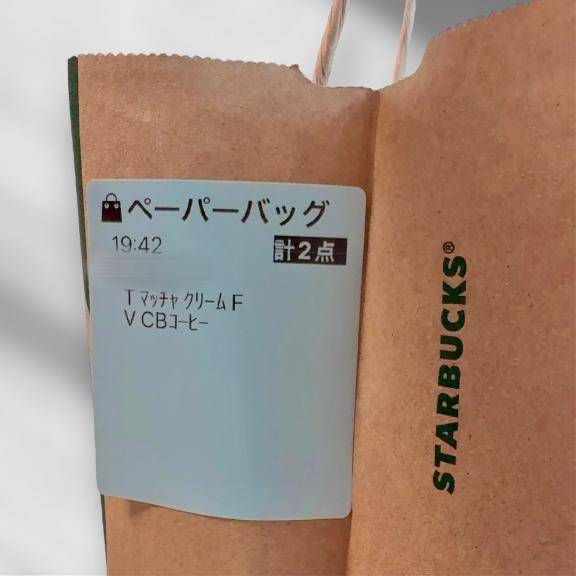 ペーパーバッグ
19:42 計2点
T マッチャ クリーム F
V CBコーヒー
STARBUCKS®